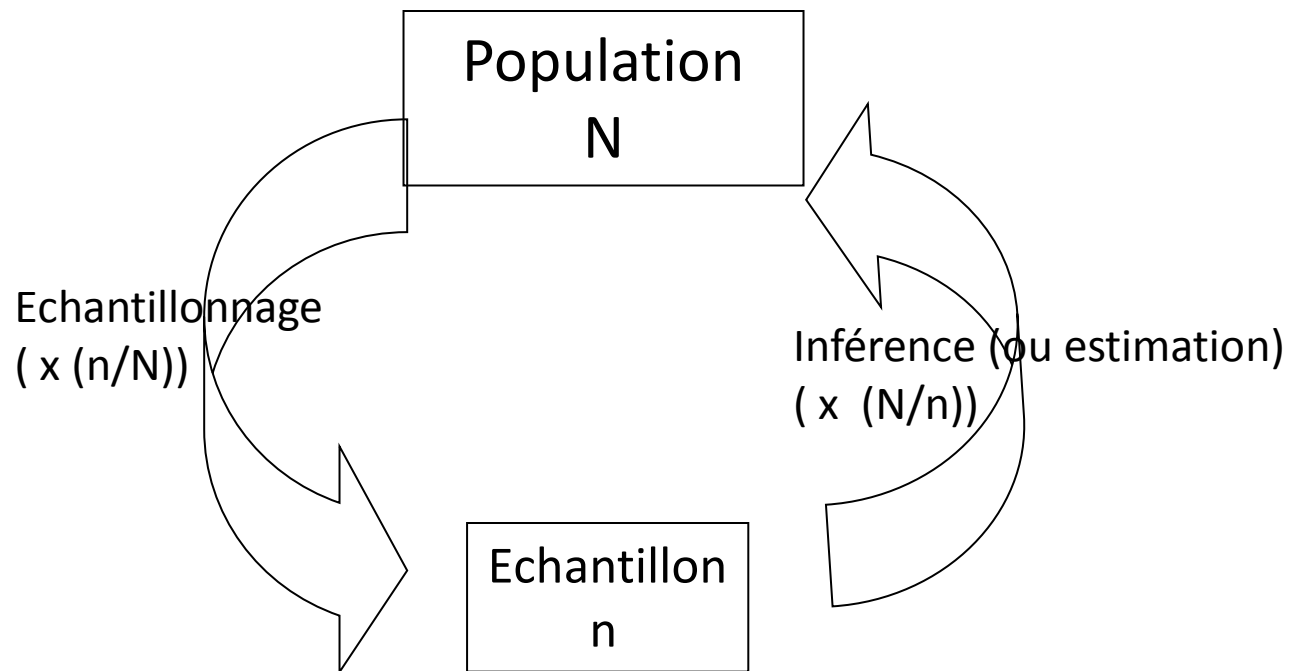 Population
N
Echantillonnage
( x (n/N))
Inférence (ou estimation)
( x  (N/n))
Echantillon
n